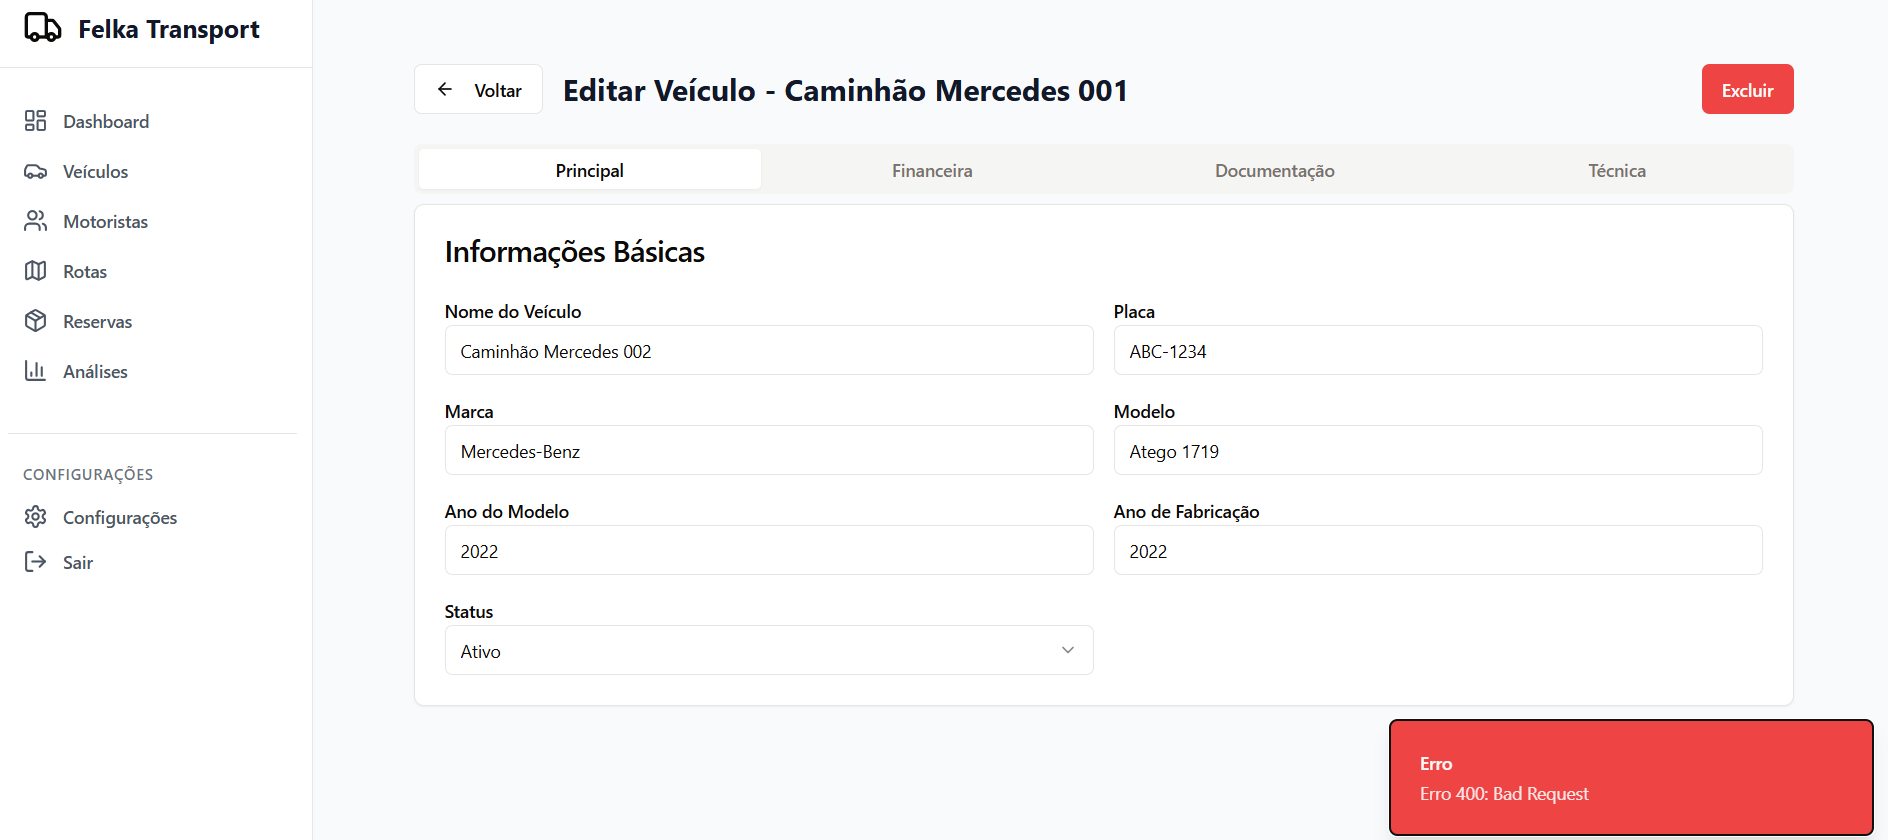 Felka Transport
Dashboard
Veículos
Motoristas
Rotas
Reservas
Análises
CONFIGURAÇÕES
Configurações
Sair
Voltar
Editar Veículo - Caminhão Mercedes 001
Excluir
Principal
Financeira
Documentação
Técnica
Informações Básicas
Nome do Veículo
Caminhão Mercedes 002
Placa
ABC-1234
Marca
Mercedes-Benz
Modelo
Atego 1719
Ano do Modelo
2022
Ano de Fabricação
2022
Status
Ativo
Erro
Erro 400: Bad Request